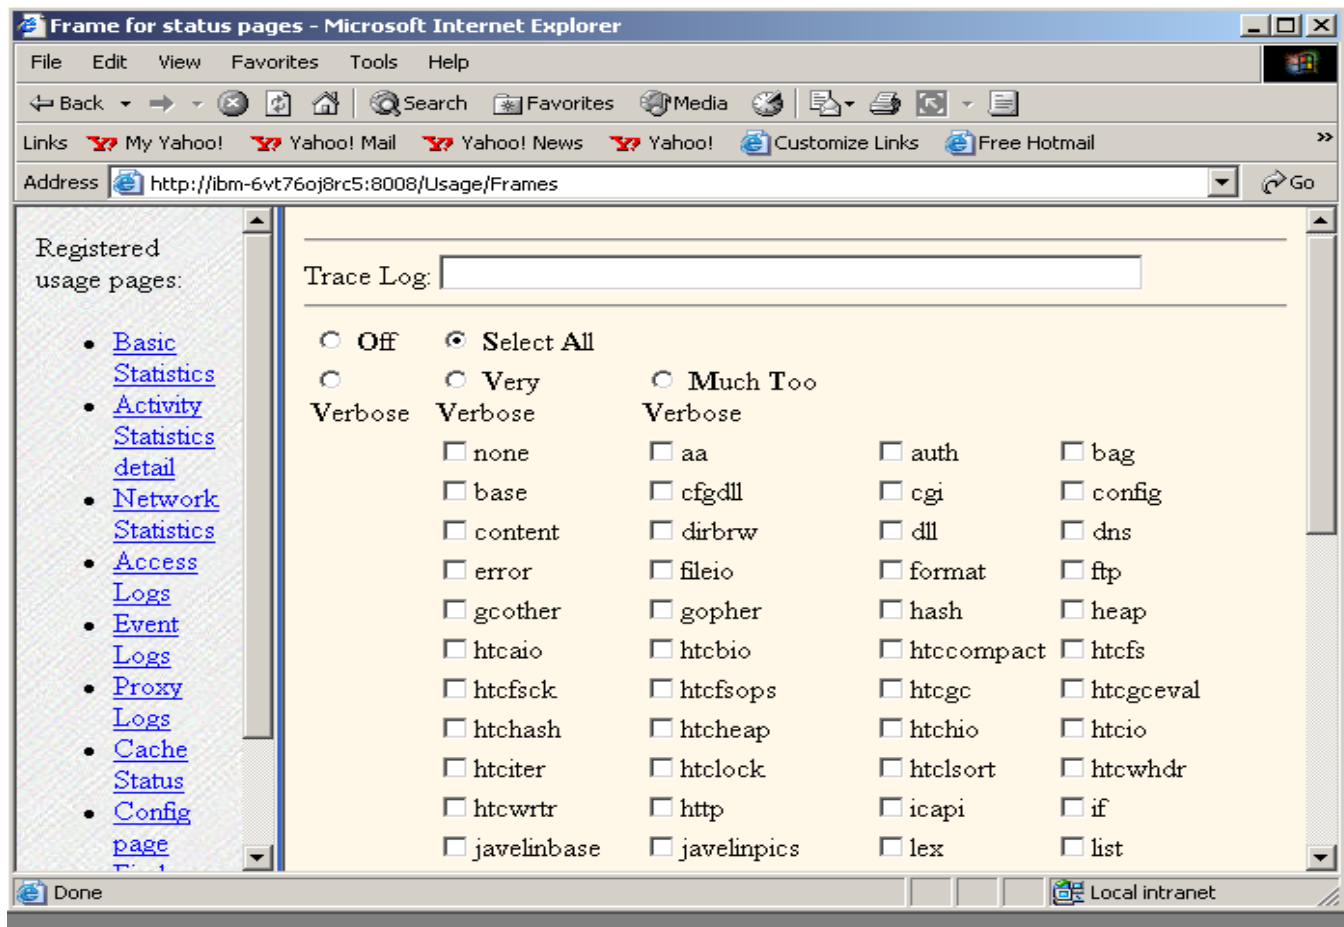 Frame for status pages - Microsoft Internet Explorer
File Edit View Favorites Tools Help
Back Search Favorites Media
Links My Yahoo! Yahoo! Mail Yahoo! News Yahoo! Customize Links Free Hotmail »
Address http://ibm-6vt76oj8rc5:8008/Usage/Frames Go
Registered
usage pages:
Basic
Statistics
Activity
Statistics
detail
Network
Statistics
Access
Logs
Event
Logs
Proxy
Logs
Cache
Status
Config
page
Trace Log:
Off Select All
Verbose Very Verbose Much Too Verbose
none aa auth bag
base cfgdll cgi config
content dirbrw dll dns
error fileio format ftp
gcother gopher hash heap
htcaio htcbio htccompact htcfs
htcfsck htcfsops htcgc htcgceval
htchash htcheap htchio htcio
htciter htclock htclsort htcwhdr
htcwrtr http icapi if
javelinbase javelinpics lex list
Done Local intranet